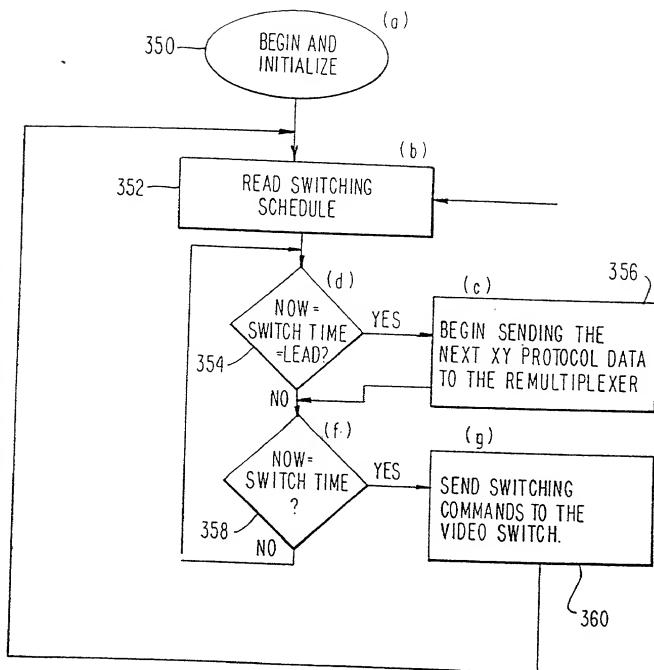 (a)
350
BEGIN AND
INITIALIZE
(b)
352
READ SWITCHING
SCHEDULE
(d)
354
NOW=
SWITCH TIME
=LEAD?
YES
NO
(c)
356
BEGIN SENDING THE
NEXT XY PROTOCOL DATA
TO THE REMULTIPLEXER
(f)
358
NOW=
SWITCH TIME
?
YES
NO
(g)
SEND SWITCHING
COMMANDS TO THE
VIDEO SWITCH.
360